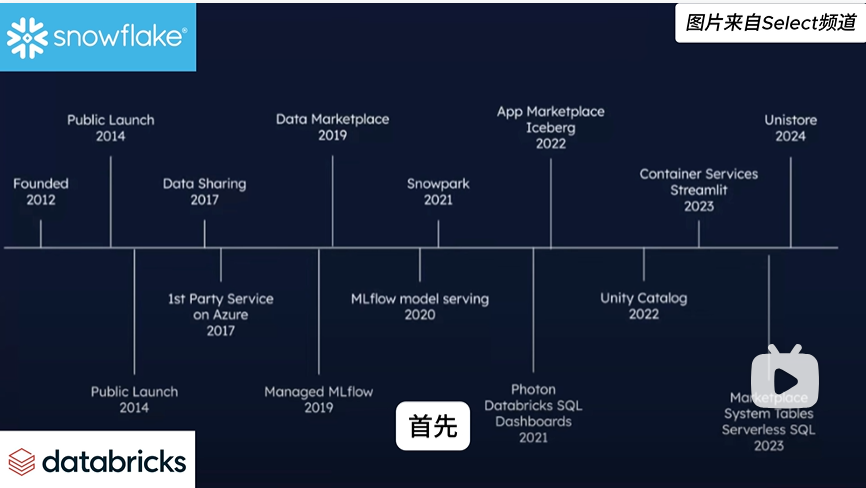 snowflake®
图片来自Select频道
Public Launch
2014
Data Marketplace
2019
App Marketplace
Iceberg
2022
Unistore
2024
Founded
2012
Data Sharing
2017
Snowpark
2021
Container Services
Streamlit
2023
1st Party Service
on Azure
2017
MLflow model serving
2020
Unity Catalog
2022
Public Launch
2014
Managed MLflow
2019
Photon
Databricks SQL
Dashboards
2021
Marketplace
System Tables
Serverless SQL
2023
首先
databricks